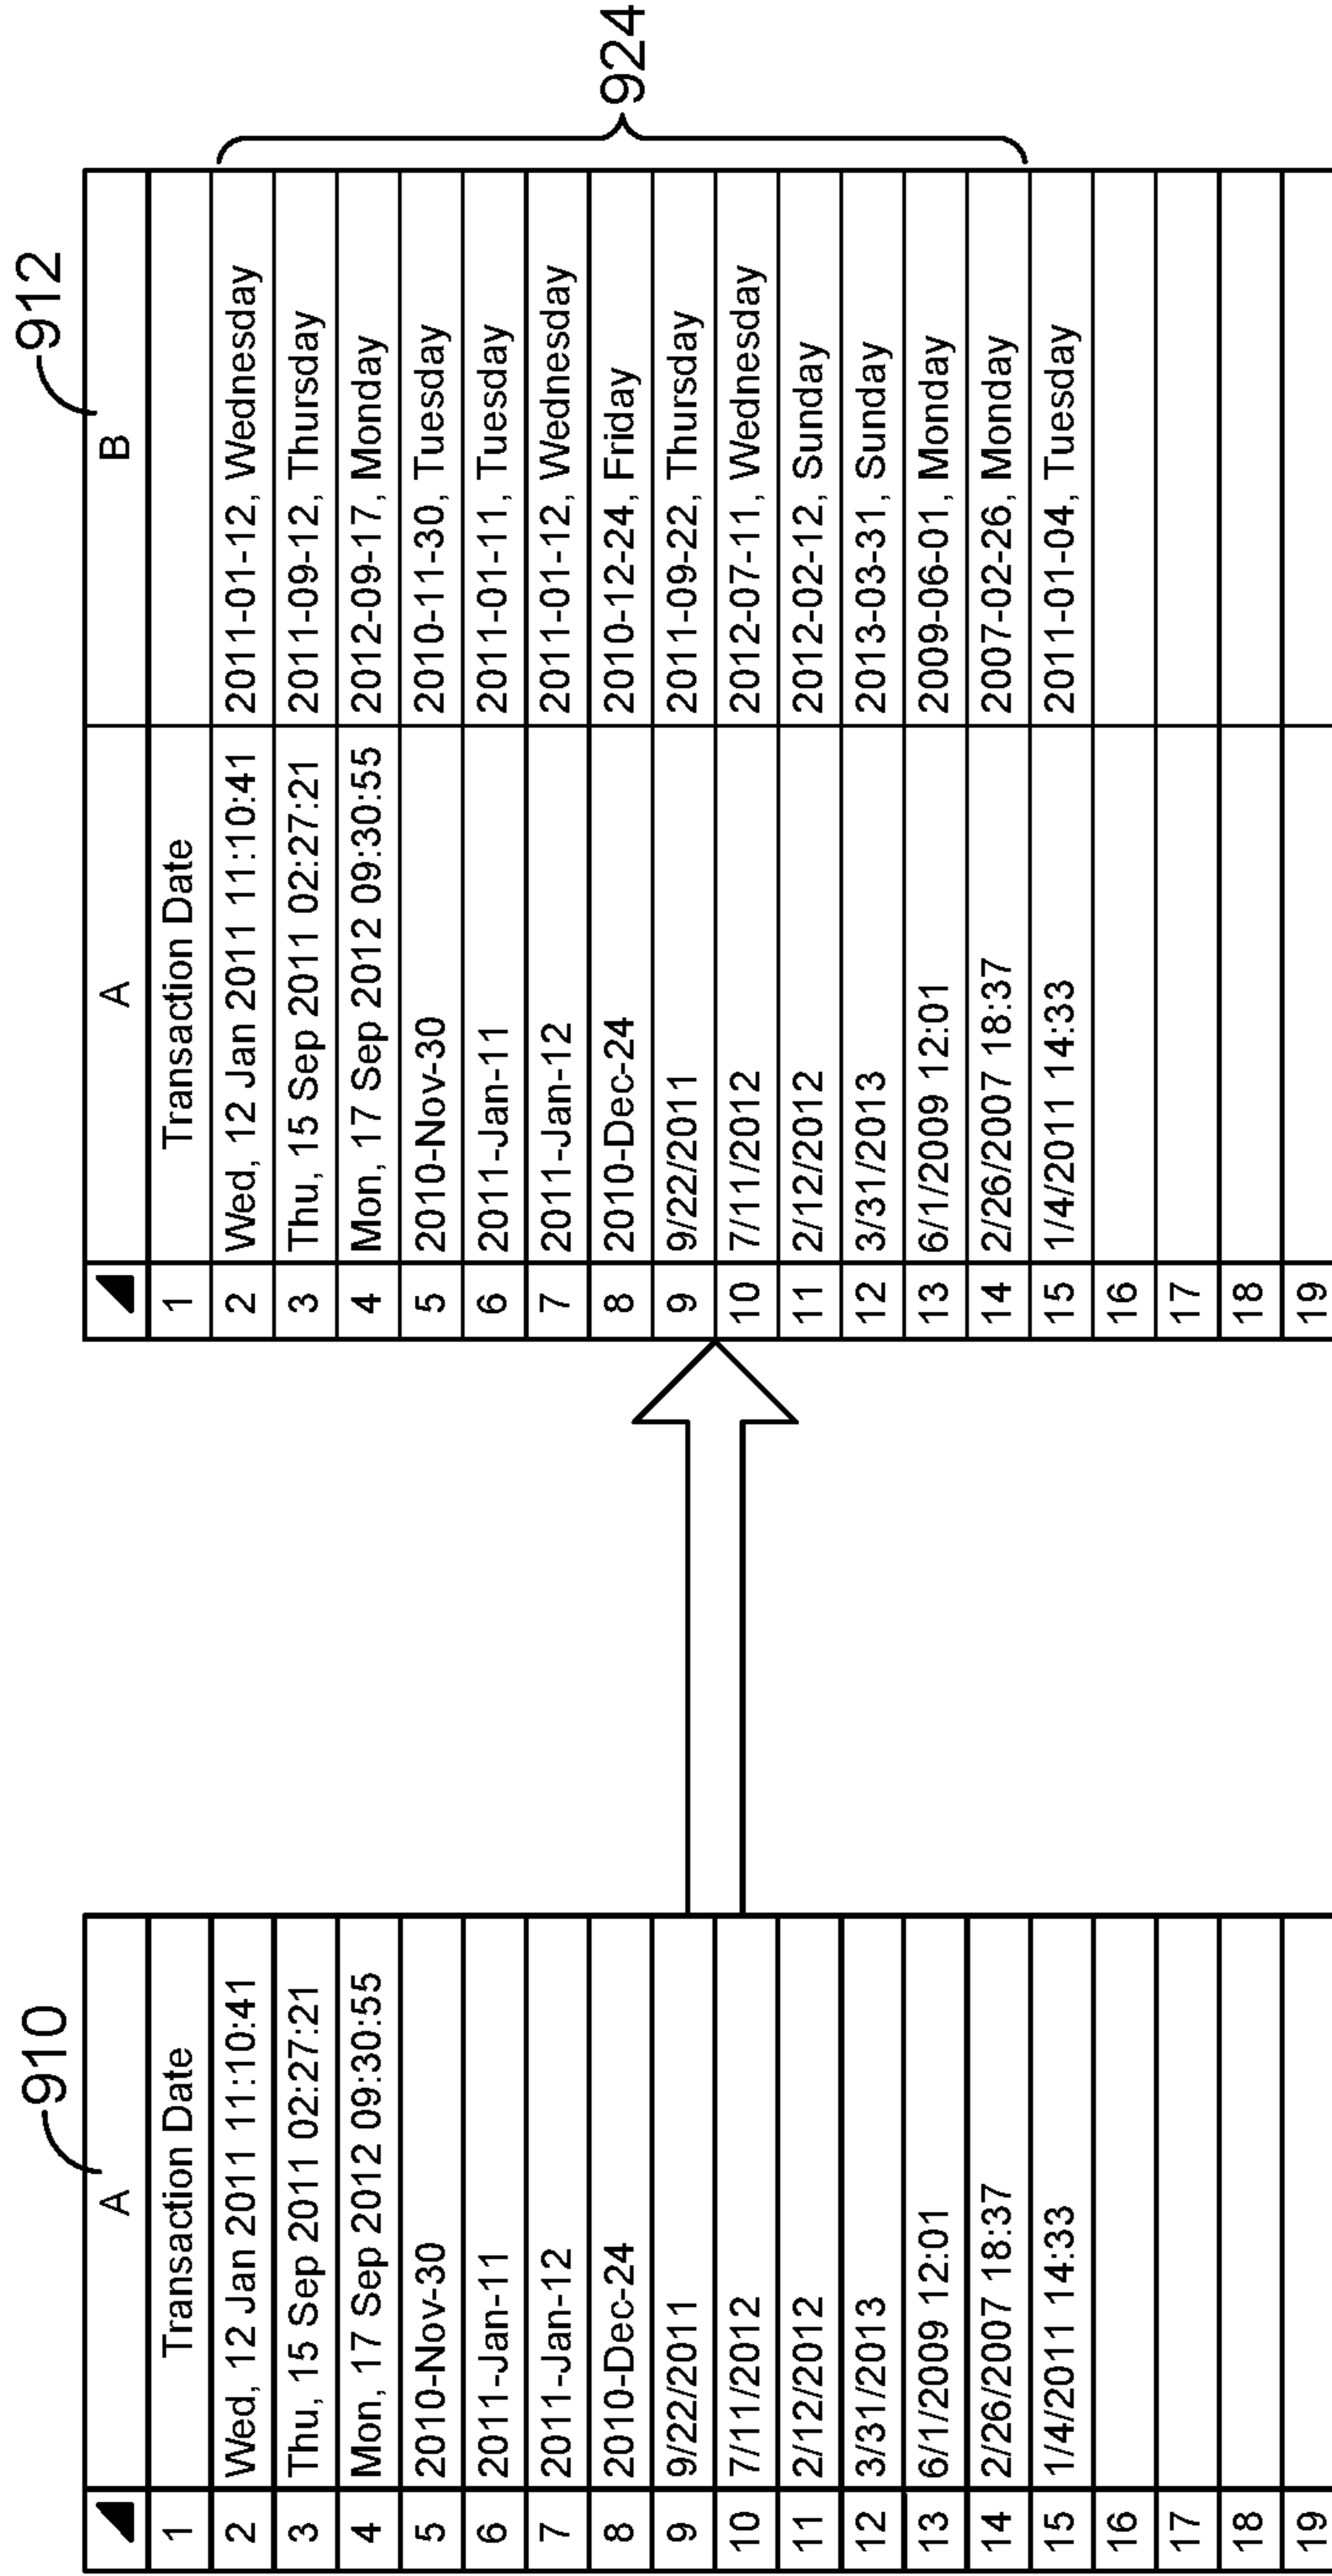 910
A
1 Transaction Date
2 Wed, 12 Jan 2011 11:10:41
3 Thu, 15 Sep 2011 02:27:21
4 Mon, 17 Sep 2012 09:30:55
5 2010-Nov-30
6 2011-Jan-11
7 2011-Jan-12
8 2010-Dec-24
9 9/22/2011
10 7/11/2012
11 2/12/2012
12 3/31/2013
13 6/1/2009 12:01
14 2/26/2007 18:37
15 1/4/2011 14:33
16
17
18
19
912
A B
1 Transaction Date
2 Wed, 12 Jan 2011 11:10:41 2011-01-12, Wednesday
3 Thu, 15 Sep 2011 02:27:21 2011-09-12, Thursday
4 Mon, 17 Sep 2012 09:30:55 2012-09-17, Monday
5 2010-Nov-30 2010-11-30, Tuesday
6 2011-Jan-11 2011-01-11, Tuesday
7 2011-Jan-12 2011-01-12, Wednesday
8 2010-Dec-24 2010-12-24, Friday
9 9/22/2011 2011-09-22, Thursday
10 7/11/2012 2012-07-11, Wednesday
11 2/12/2012 2012-02-12, Sunday
12 3/31/2013 2013-03-31, Sunday
13 6/1/2009 12:01 2009-06-01, Monday
14 2/26/2007 18:37 2007-02-26, Monday
15 1/4/2011 14:33 2011-01-04, Tuesday
16
17
18
19
924